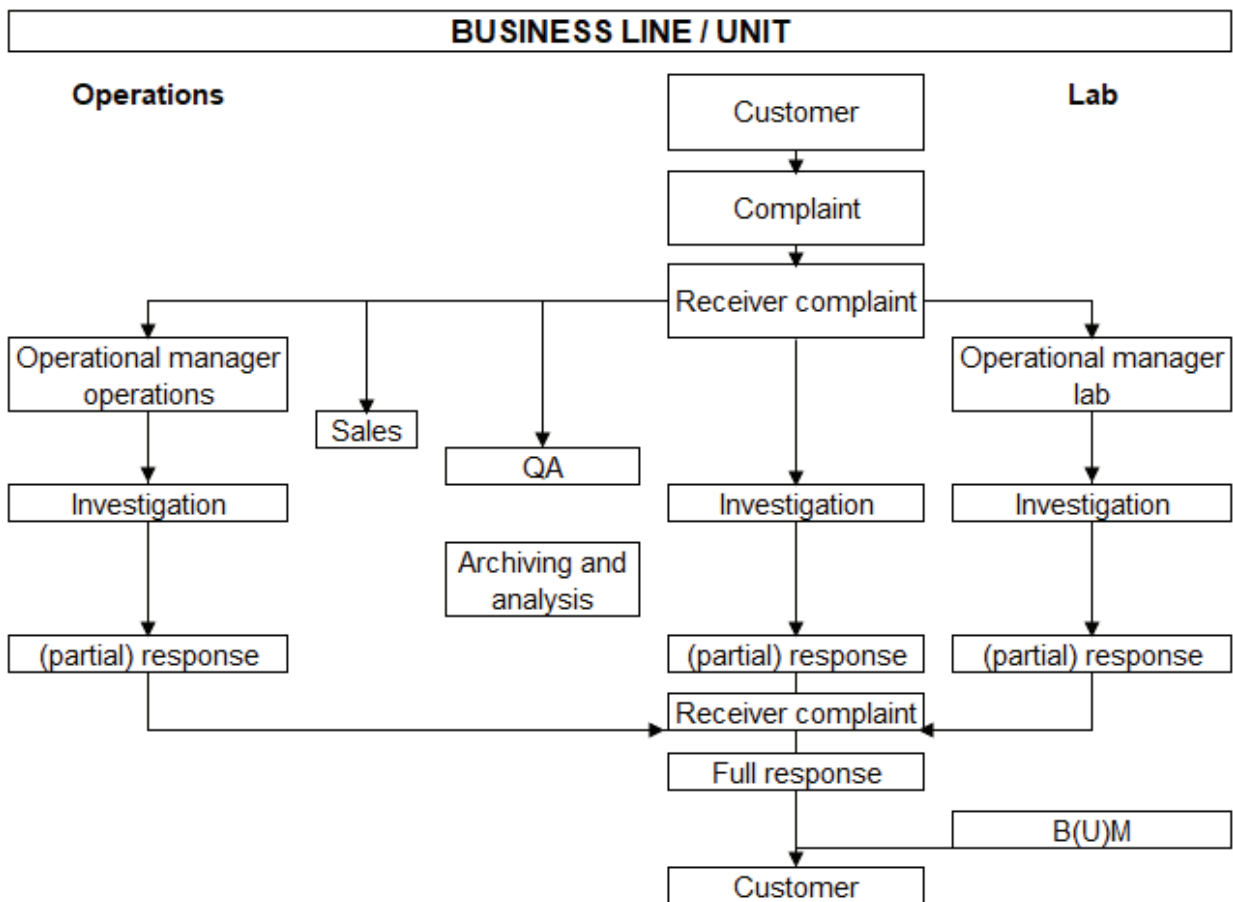 BUSINESS LINE / UNIT
Operations
Customer
Lab
Complaint
Receiver complaint
Operational manager
operations
Operational manager
lab
Sales
QA
Investigation
Investigation
Investigation
Archiving and
analysis
(partial) response
(partial) response
(partial) response
Receiver complaint
Full response
B(U)M
Customer